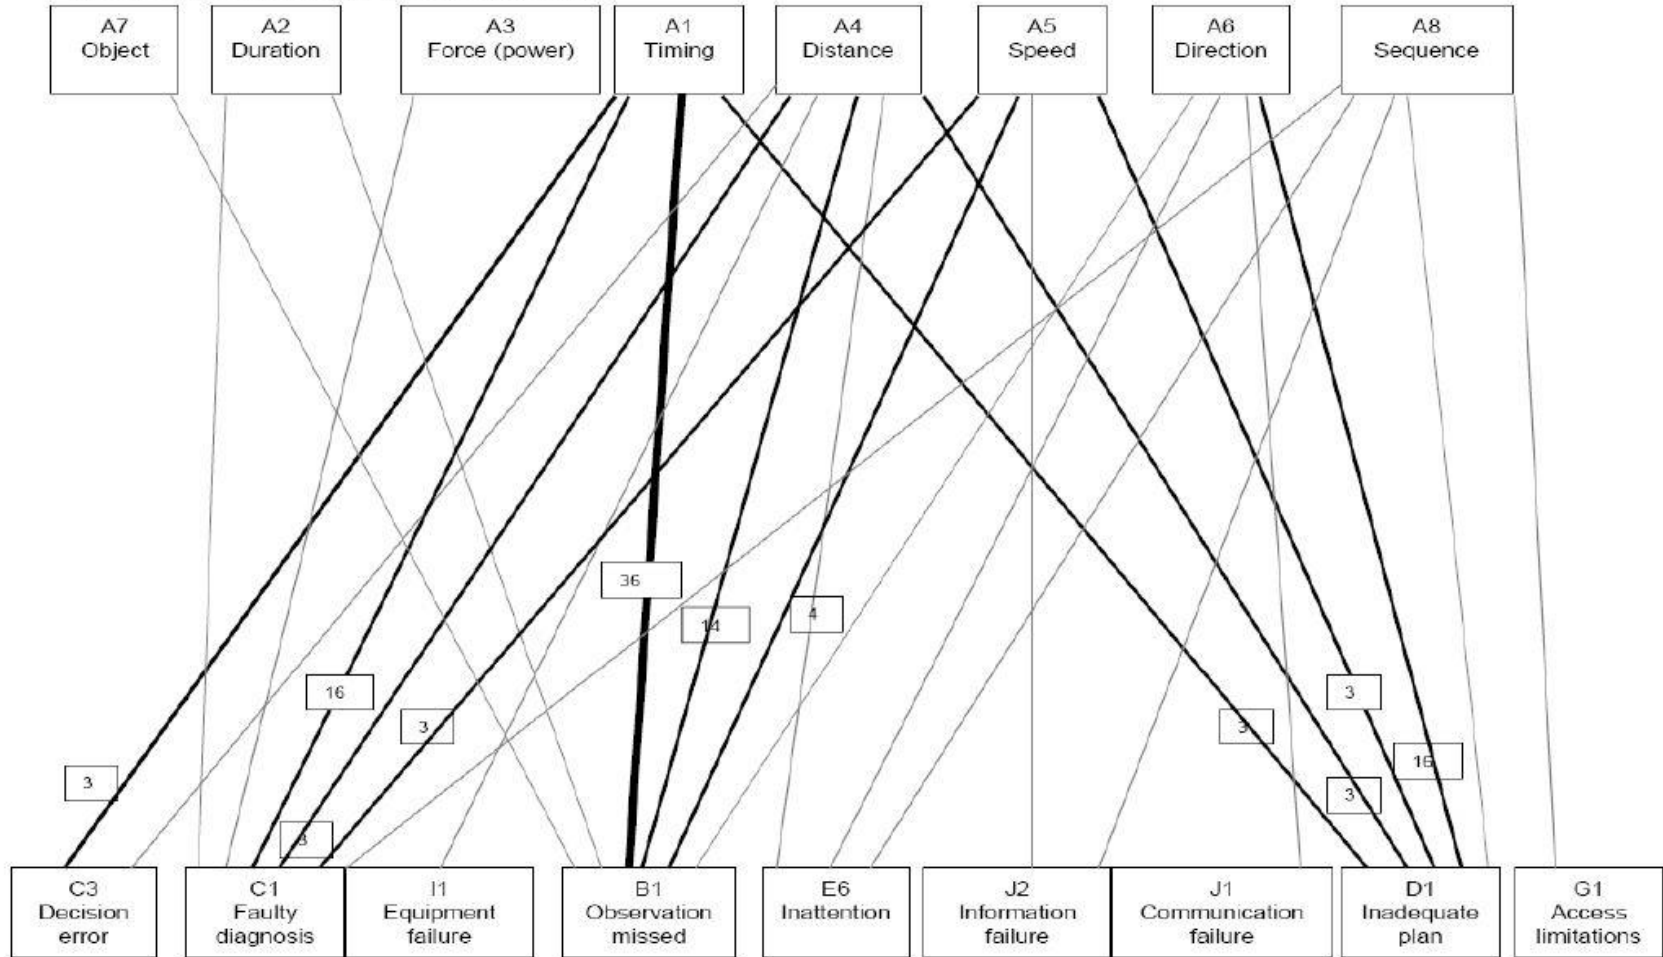 A7
Object
A2
Duration
A3
Force (power)
A1
Timing
A4
Distance
A5
Speed
A6
Direction
A8
Sequence
36
14
4
16
3
3
3
3
3
16
3
3
C3
Decision
error
C1
Faulty
diagnosis
I1
Equipment
failure
B1
Observation
missed
E6
Inattention
J2
Information
failure
J1
Communication
failure
D1
Inadequate
plan
G1
Access
limitations